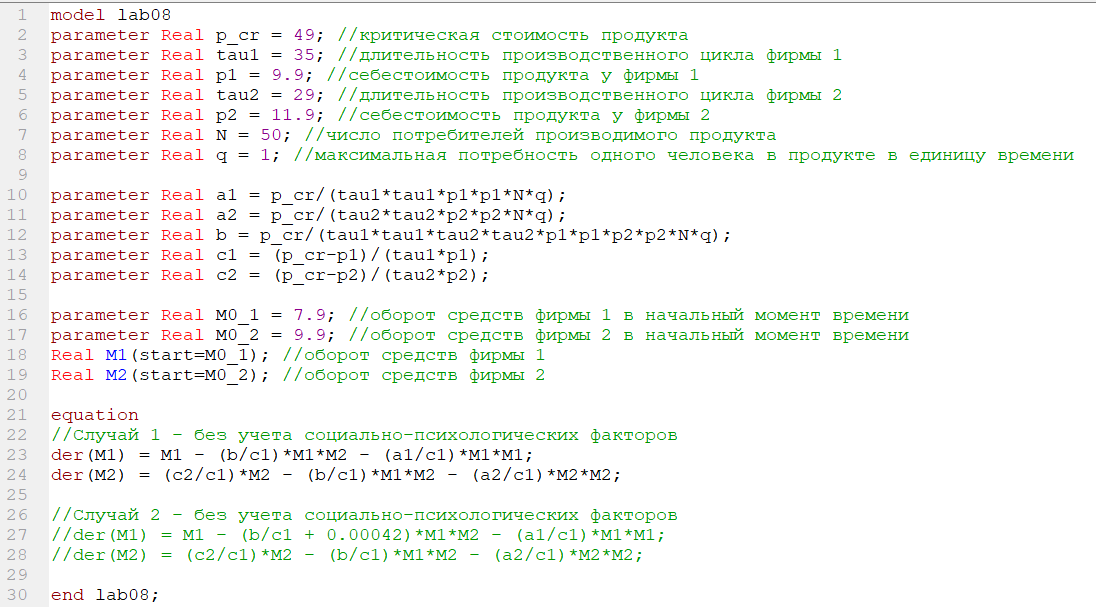 1 model lab08
2 parameter Real p_cr = 49; //критическая стоимость продукта
3 parameter Real tau1 = 35; //длительность производственного цикла фирмы 1
4 parameter Real p1 = 9.9; //себестоимость продукта у фирмы 1
5 parameter Real tau2 = 29; //длительность производственного цикла фирмы 2
6 parameter Real p2 = 11.9; //себестоимость продукта у фирмы 2
7 parameter Real N = 50; //число потребителей производимого продукта
8 parameter Real q = 1; //максимальная потребность одного человека в продукте в единицу времени
9
10 parameter Real a1 = p_cr/(tau1*tau1*p1*p1*N*q);
11 parameter Real a2 = p_cr/(tau2*tau2*p2*p2*N*q);
12 parameter Real b = p_cr/(tau1*tau1*tau2*tau2*p1*p1*p2*p2*N*q);
13 parameter Real c1 = (p_cr-p1)/(tau1*p1);
14 parameter Real c2 = (p_cr-p2)/(tau2*p2);
15
16 parameter Real M0_1 = 7.9; //оборот средств фирмы 1 в начальный момент времени
17 parameter Real M0_2 = 9.9; //оборот средств фирмы 2 в начальный момент времени
18 Real M1(start=M0_1); //оборот средств фирмы 1
19 Real M2(start=M0_2); //оборот средств фирмы 2
20
21 equation
22 //Случай 1 - без учета социально-психологических факторов
23 der(M1) = M1 - (b/c1)*M1*M2 - (a1/c1)*M1*M1;
24 der(M2) = (c2/c1)*M2 - (b/c1)*M1*M2 - (a2/c1)*M2*M2;
25
26 //Случай 2 - без учета социально-психологических факторов
27 //der(M1) = M1 - (b/c1 + 0.00042)*M1*M2 - (a1/c1)*M1*M1;
28 //der(M2) = (c2/c1)*M2 - (b/c1)*M1*M2 - (a2/c1)*M2*M2;
29
30 end lab08;